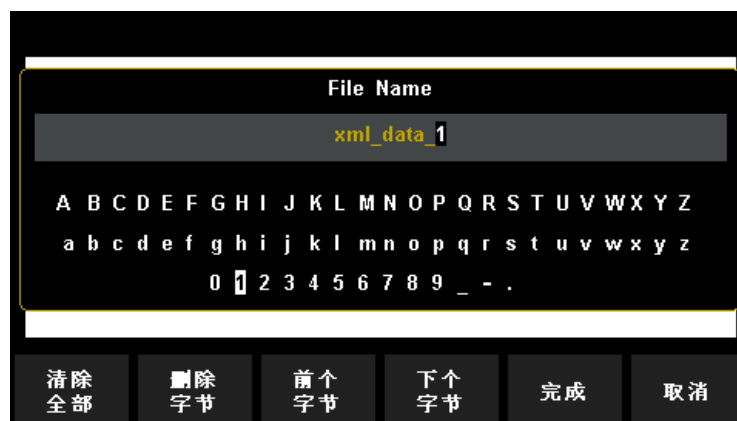 File Name
xml_data_1
A B C D E F G H I J K L M N O P Q R S T U V W X Y Z
a b c d e f g h i j k l m n o p q r s t u v w x y z
0 1 2 3 4 5 6 7 8 9 _ - .
清除
全部
删除
字节
前个
字节
下个
字节
完成
取消